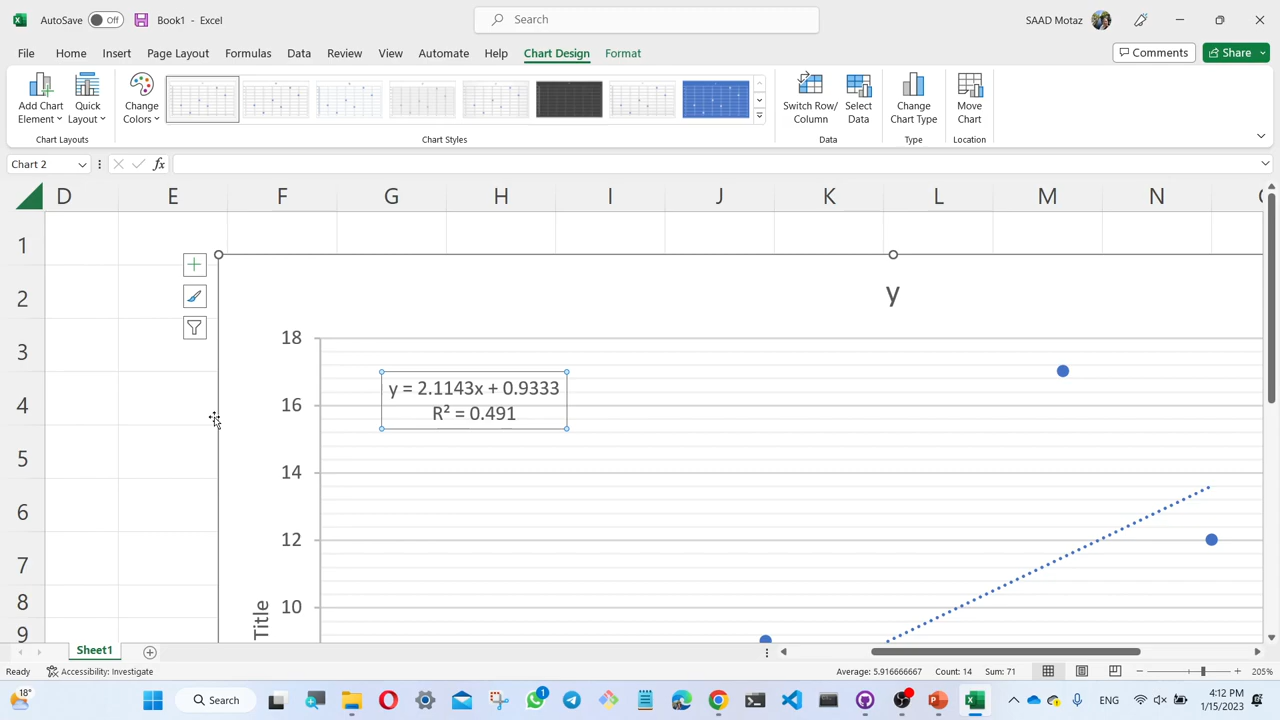 AutoSave Off Book1 - Excel Search SAAD Motaz
File Home Insert Page Layout Formulas Data Review View Automate Help Chart Design Format Comments Share
Add Chart Element Quick Layout Change Colors Switch Row/ Column Select Data Change Chart Type Move Chart
Chart Layouts Chart Styles Data Type Location
Chart 2 fx
D E F G H I J K L M N
1
2
y
3
18
y = 2.1143x + 0.9333
4
16
R² = 0.491
5
14
6
7
12
8
10
Title
9
Sheet1
Ready Accessibility: Investigate Average: 5.916666667 Count: 14 Sum: 71 205%
18° Search 1 ENG 4:12 PM
1/15/2023